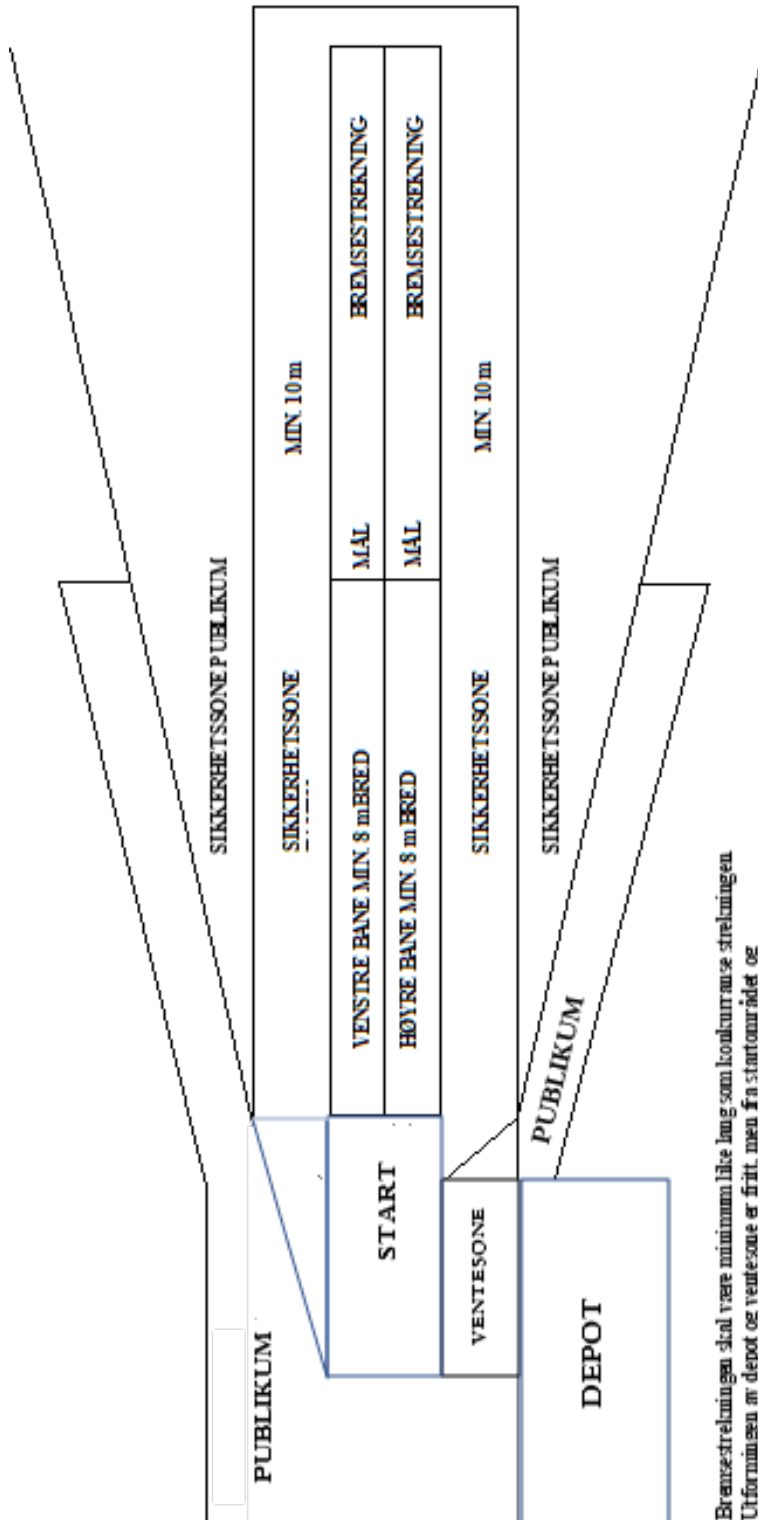 SIKKERHETSSONE PUBLIKUM
SIKKERHETSSONE
MIN. 10 m
VENSTRE BANE MIN. 8 m BRED
MÅL
BREMSESTREKNING
HØYRE BANE MIN. 8 m BRED
MÅL
BREMSESTREKNING
SIKKERHETSSONE
MIN. 10 m
SIKKERHETSSONE PUBLIKUM
PUBLIKUM
START
VENTESONE
PUBLIKUM
DEPOT
Bremsestrekningen skal være minimum like lang som konkurranse strekningen.
Utformingen av depot og ventesone er fritt, men fra startområdet og